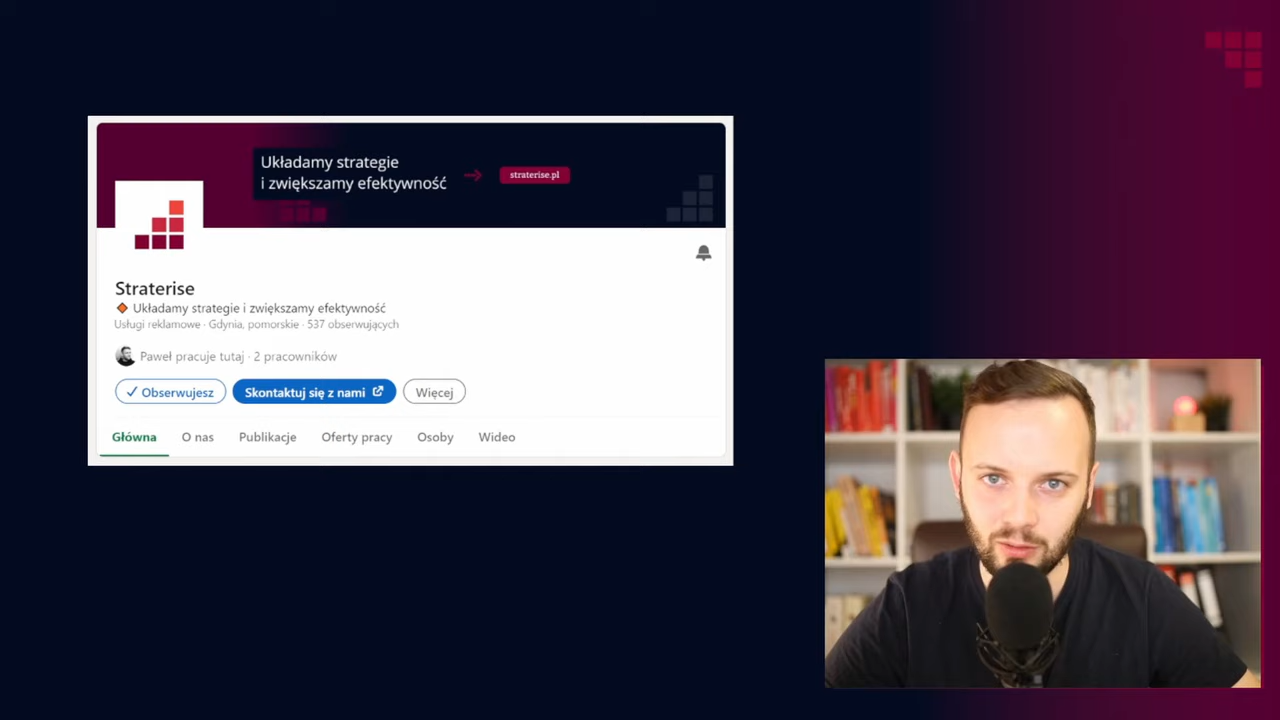 Układamy strategie
i zwiększamy efektywność
straterise.pl
Straterise
Układamy strategie i zwiększamy efektywność
Usługi reklamowe · Gdynia, pomorskie · 537 obserwujących
Paweł pracuje tutaj · 2 pracowników
Obserwujesz
Skontaktuj się z nami
Więcej
Główna
O nas
Publikacje
Oferty pracy
Osoby
Wideo